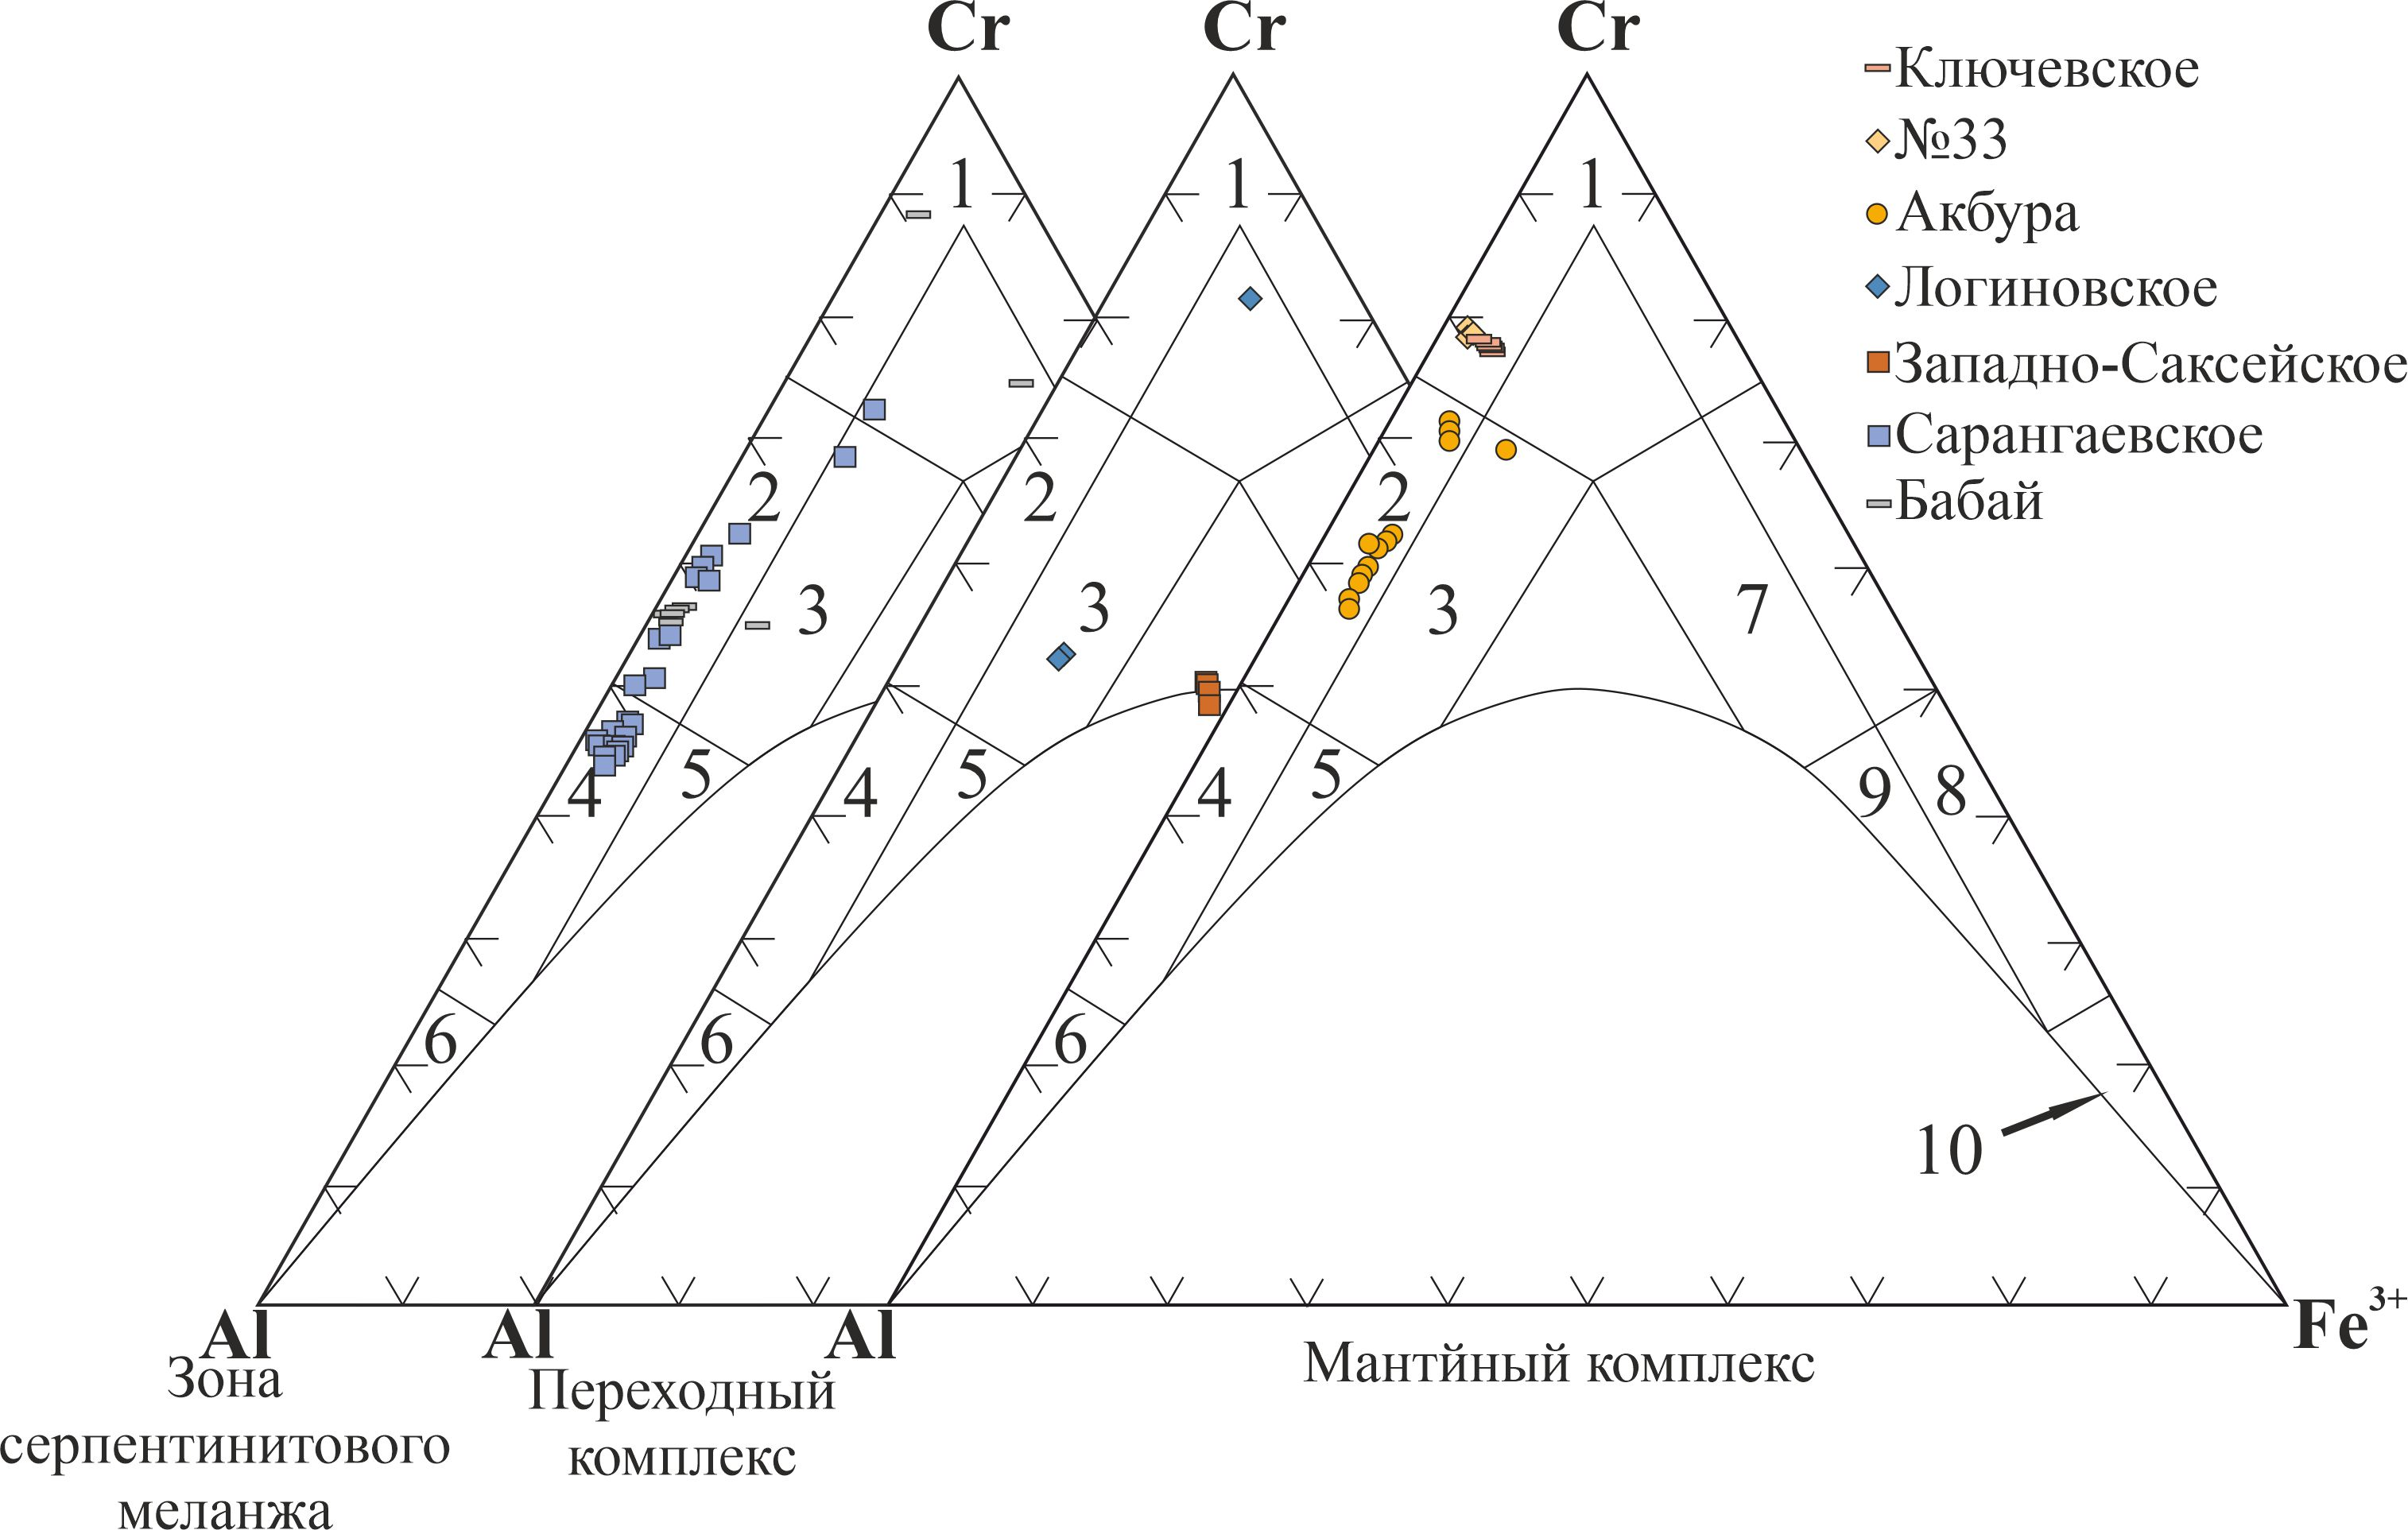 Cr Cr Cr
Ключевское
№33
Акбура
Логиновское
Западно-Саксейское
Сарангаевское
Бабай
1 1 1
2 2 2
3 3 3 7
4 5 4 5 4 5 9 8
6 6 6
10
Al Al Al Fe3+
Зона
серпентинитового
меланжа
Переходный
комплекс
Мантийный комплекс